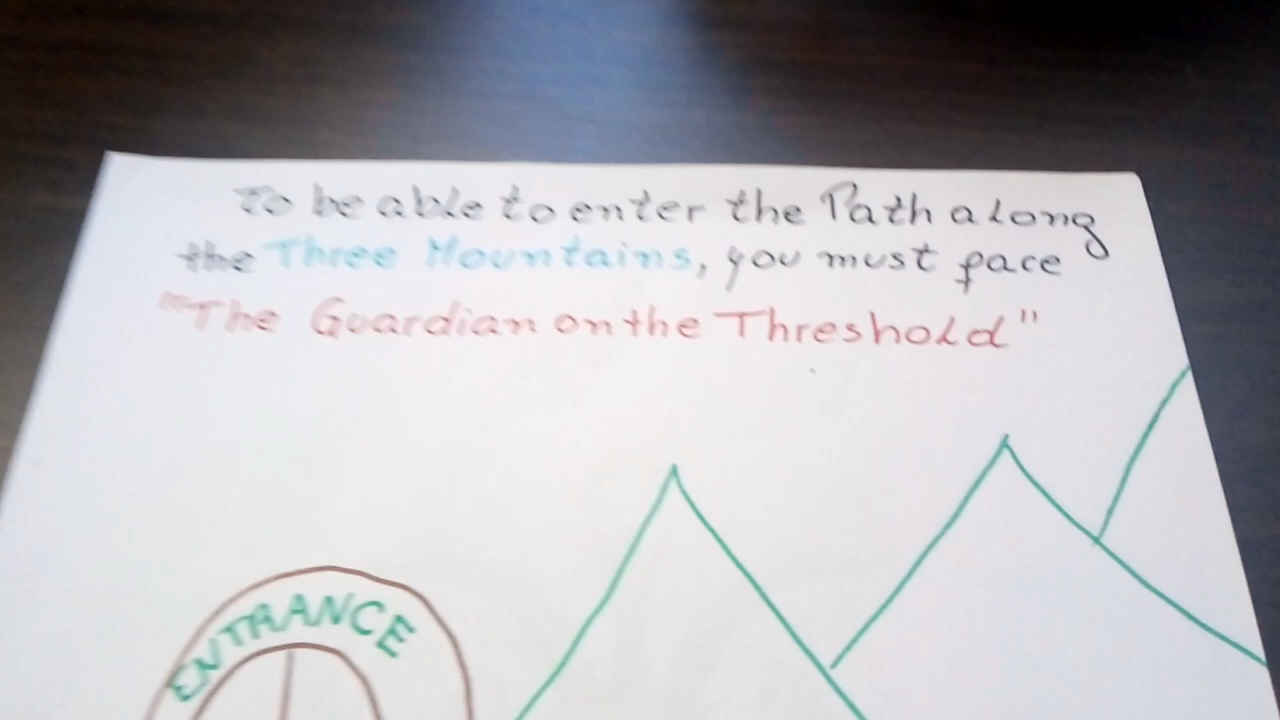 To be able to enter the Path along
the Three Mountains, you must face
"The Guardian on the Threshold"
ENTRANCE